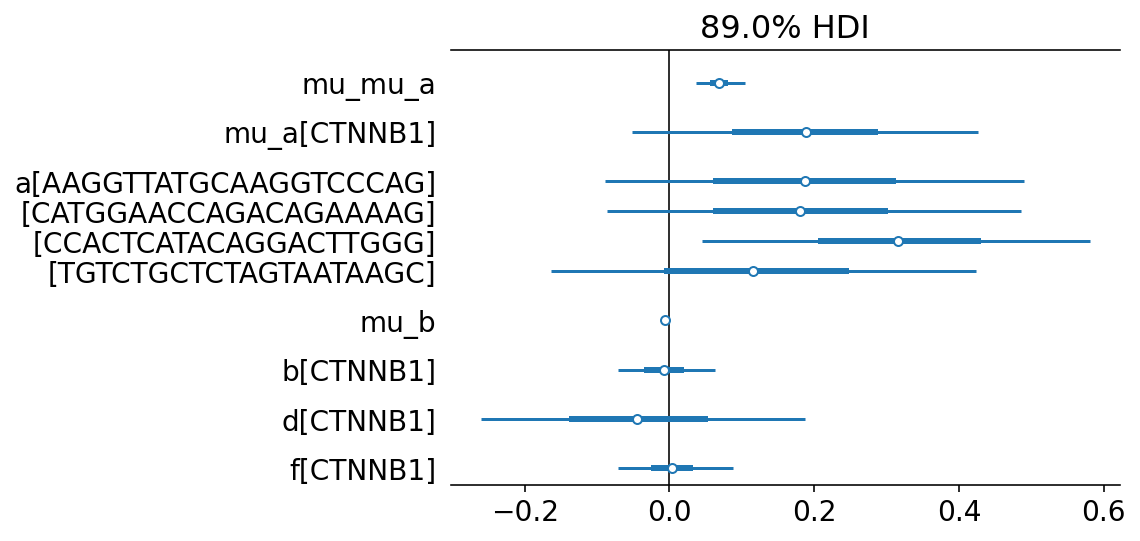 89.0% HDI
mu_mu_a
mu_a[CTNNB1]
a[AAGGTTATGCAAGGTCCCAG]
[CATGGAACCAGACAGAAAAG]
[CCACTCATACAGGACTTGGG]
[TGTCTGCTCTAGTAATAAGC]
mu_b
b[CTNNB1]
d[CTNNB1]
f[CTNNB1]
−0.2 0.0 0.2 0.4 0.6